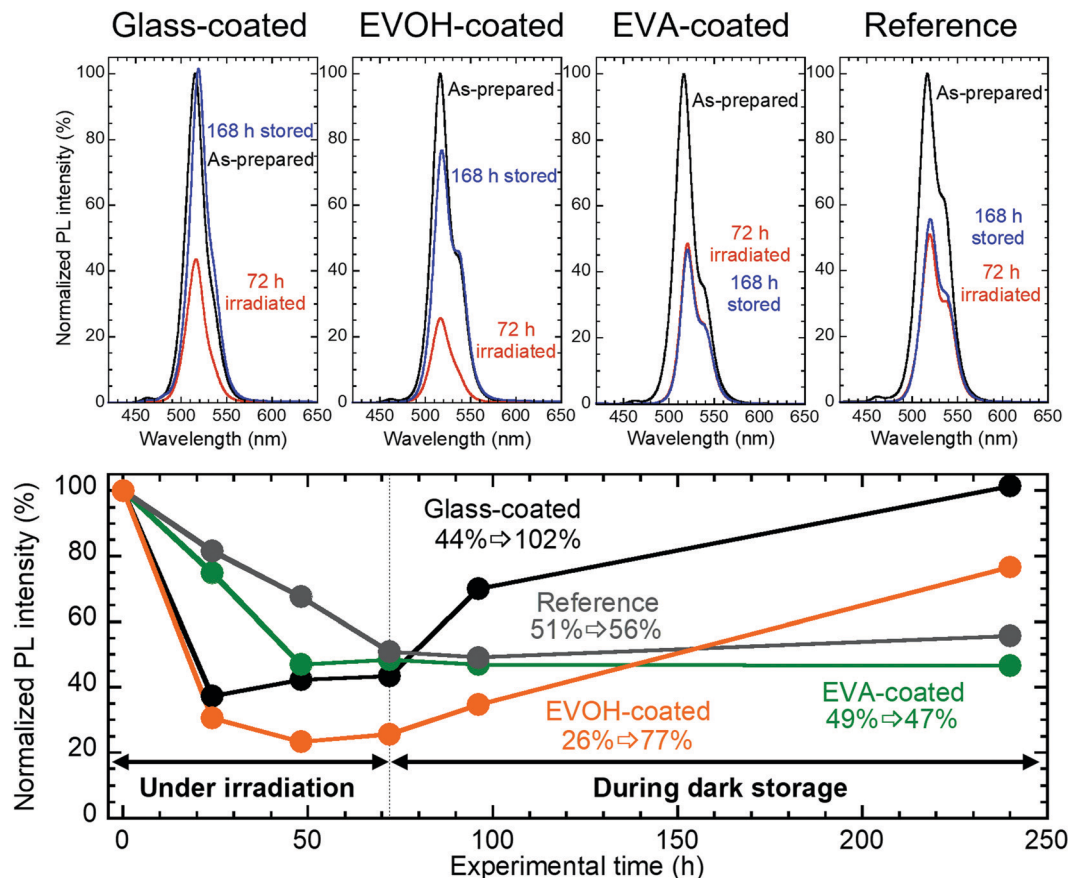 Glass-coated EVOH-coated EVA-coated Reference
Normalized PL intensity (%)
100
80
60
40
20
0
168 h stored
As-prepared
72 h
irradiated
450 500 550 600 650
Wavelength (nm)
As-prepared
168 h stored
72 h
irradiated
450 500 550 600 650
Wavelength (nm)
As-prepared
72 h
irradiated
168 h
stored
450 500 550 600 650
Wavelength (nm)
As-prepared
168 h
stored
72 h
irradiated
450 500 550 600 650
Wavelength (nm)
Normalized PL intensity (%)
100
80
60
40
20
0
Glass-coated
44%⇨102%
Reference
51%⇨56%
EVOH-coated
26%⇨77%
EVA-coated
49%⇨47%
Under irradiation
During dark storage
0 50 100 150 200 250
Experimental time (h)